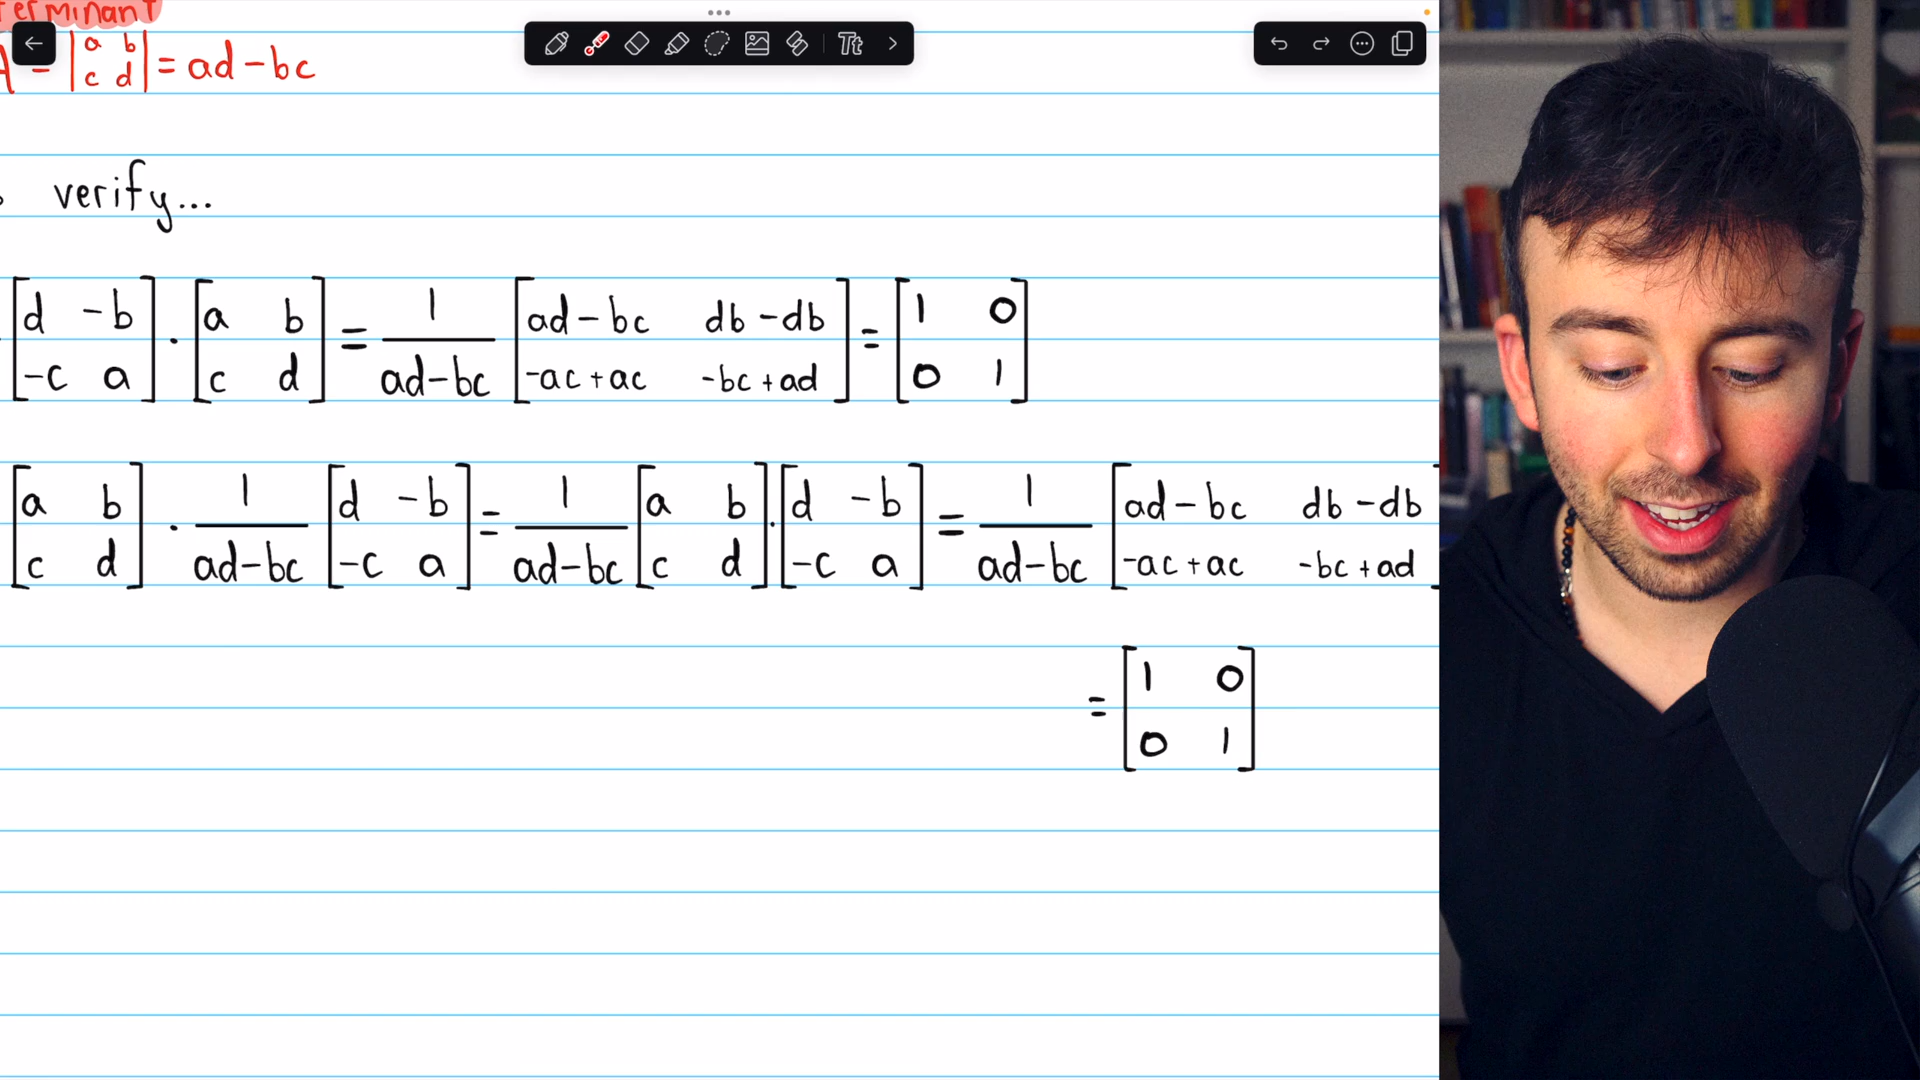 terminant
A = |a b| = ad-bc
|c d|
verify...
[d -b] · [a b] = 1 [ad-bc db-db] = [1 0]
[-c a] [c d] ad-bc [-ac+ac -bc+ad] [0 1]
[a b] · 1 [d -b] = 1 [a b] · [d -b] = 1 [ad-bc db-db
[c d] ad-bc [-c a] ad-bc [c d] [-c a] ad-bc [-ac+ac -bc+ad
= [1 0]
[0 1]
Tt